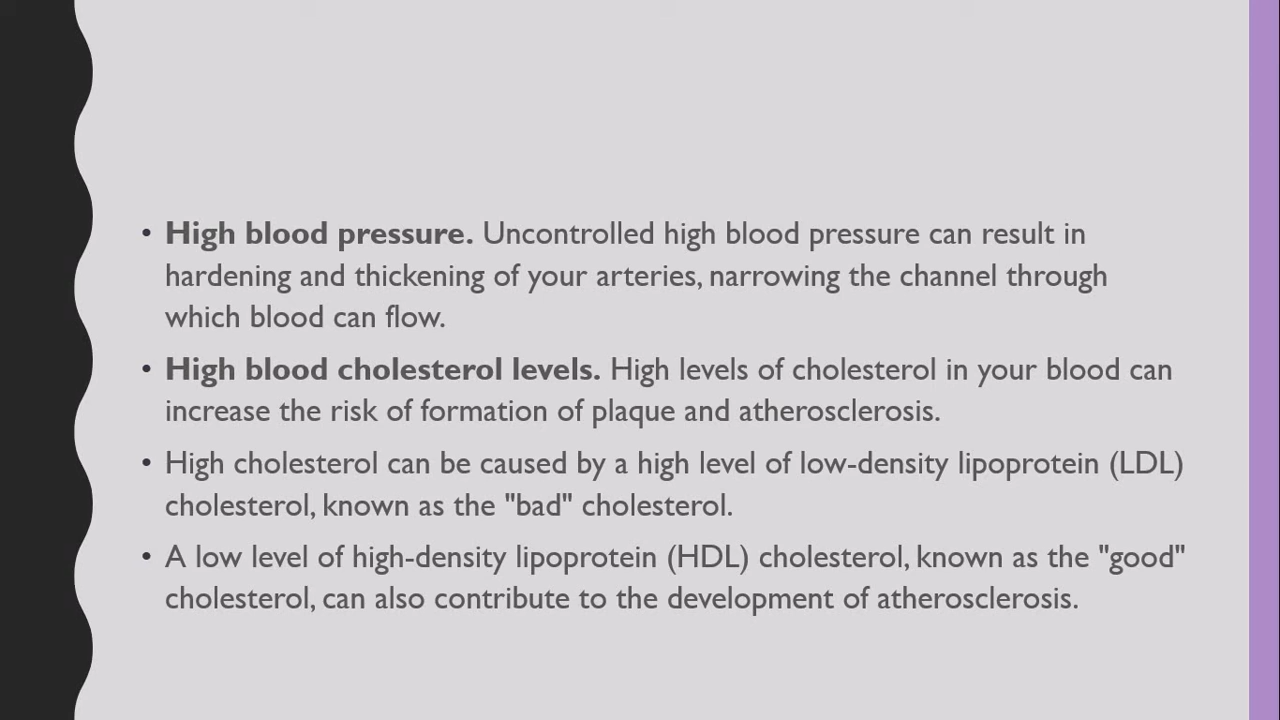 • High blood pressure. Uncontrolled high blood pressure can result in
hardening and thickening of your arteries, narrowing the channel through
which blood can flow.
• High blood cholesterol levels. High levels of cholesterol in your blood can
increase the risk of formation of plaque and atherosclerosis.
• High cholesterol can be caused by a high level of low-density lipoprotein (LDL)
cholesterol, known as the "bad" cholesterol.
• A low level of high-density lipoprotein (HDL) cholesterol, known as the "good"
cholesterol, can also contribute to the development of atherosclerosis.